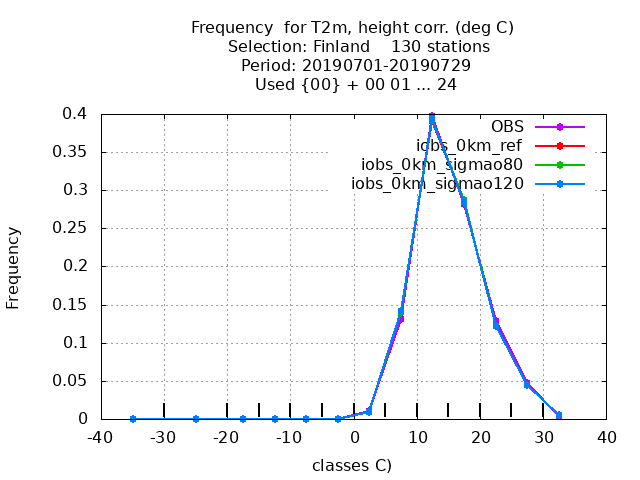 Frequency  for T2m, height corr. (deg C)
Selection: Finland    130 stations
Period: 20190701-20190729
Used {00} + 00 01 ... 24
0.4
0.35
0.3
0.25
0.2
0.15
0.1
0.05
0
Frequency
OBS
iobs_0km_ref
iobs_0km_sigmao80
iobs_0km_sigmao120
-40
-30
-20
-10
0
10
20
30
40
classes C)